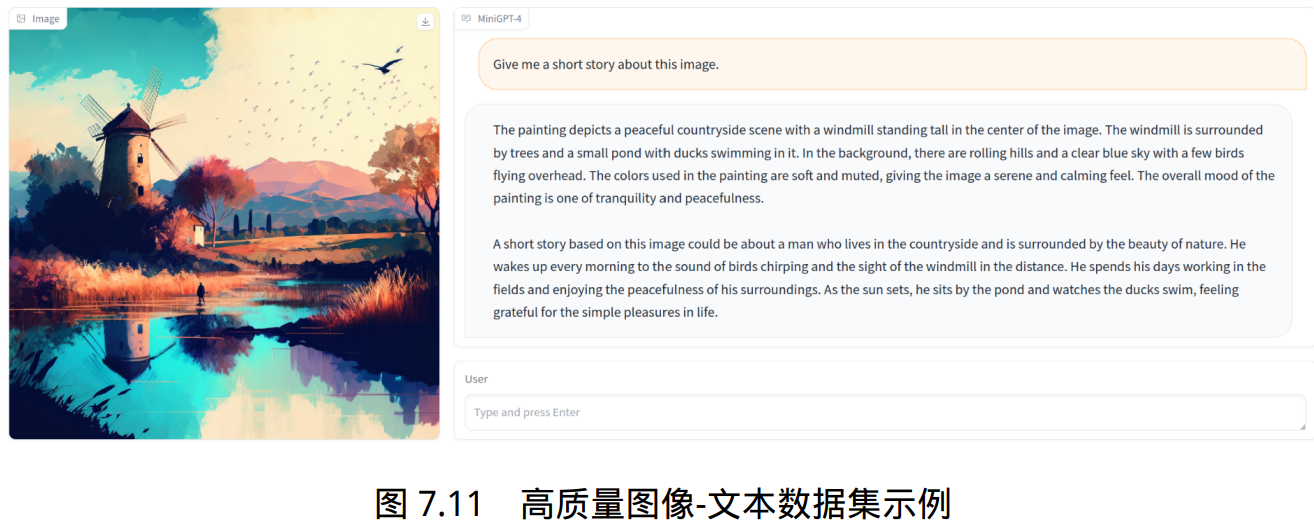 Image
MiniGPT-4
Give me a short story about this image.
The painting depicts a peaceful countryside scene with a windmill standing tall in the center of the image. The windmill is surrounded
by trees and a small pond with ducks swimming in it. In the background, there are rolling hills and a clear blue sky with a few birds
flying overhead. The colors used in the painting are soft and muted, giving the image a serene and calming feel. The overall mood of the
painting is one of tranquility and peacefulness.
A short story based on this image could be about a man who lives in the countryside and is surrounded by the beauty of nature. He
wakes up every morning to the sound of birds chirping and the sight of the windmill in the distance. He spends his days working in the
fields and enjoying the peacefulness of his surroundings. As the sun sets, he sits by the pond and watches the ducks swim, feeling
grateful for the simple pleasures in life.
User
Type and press Enter
图 7.11 高质量图像-文本数据集示例